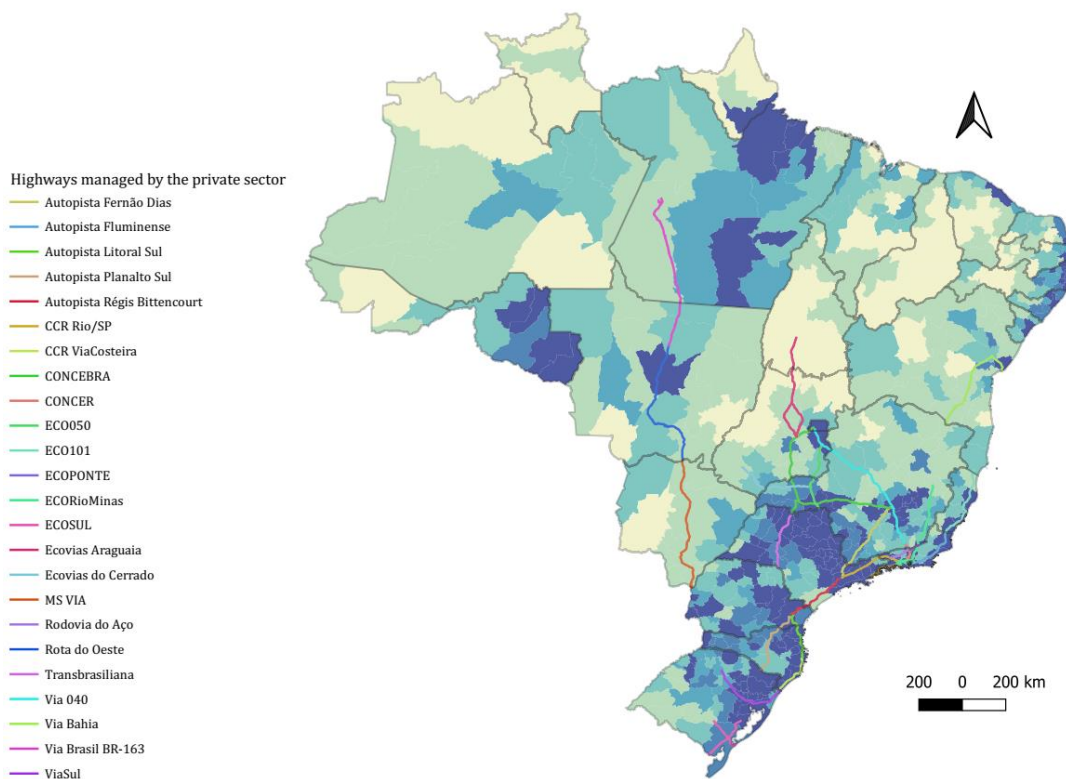 Highways managed by the private sector
Autopista Fernão Dias
Autopista Fluminense
Autopista Litoral Sul
Autopista Planalto Sul
Autopista Régis Bittencourt
CCR Rio/SP
CCR ViaCosteira
CONCEBRA
CONCER
ECO050
ECO101
ECOPONTE
ECORioMinas
ECOSUL
Ecovias Araguaia
Ecovias do Cerrado
MS VIA
Rodovia do Aço
Rota do Oeste
Transbrasiliana
Via 040
Via Bahia
Via Brasil BR-163
ViaSul
200 0 200 km